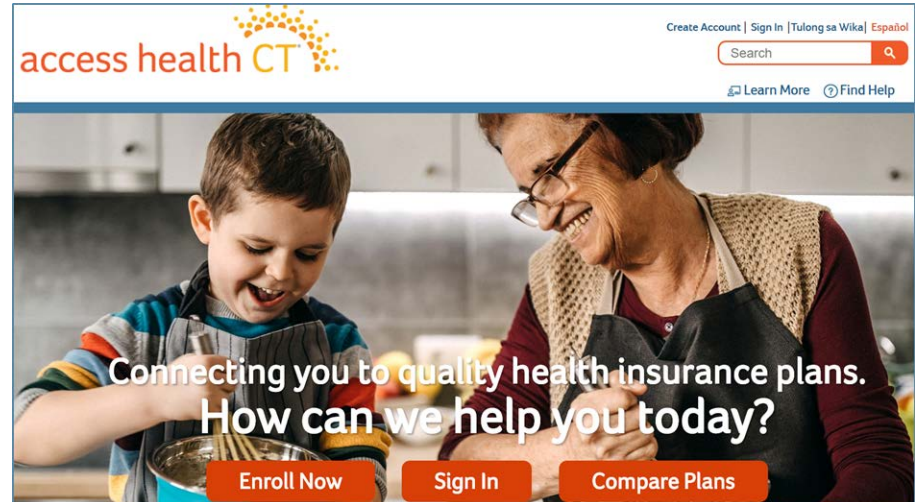 access health CT
Create Account | Sign In |Tulong sa Wika| Español
Search
Learn More ? Find Help
Connecting you to quality health insurance plans.
How can we help you today?
Enroll Now Sign In Compare Plans